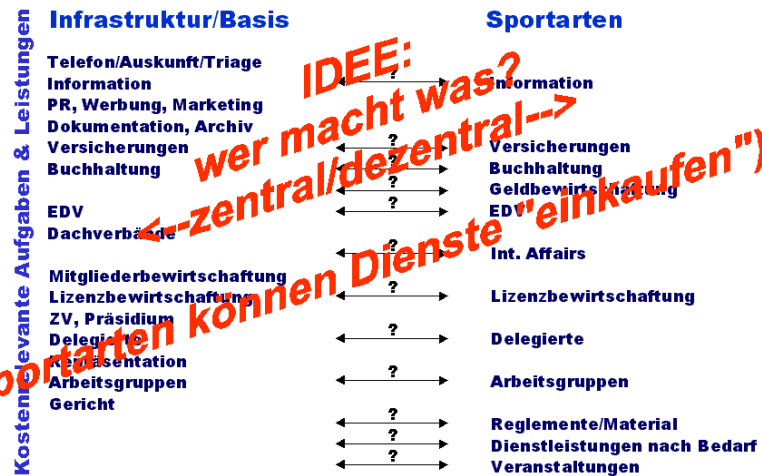 Kostenrelevante Aufgaben & Leistungen
Infrastruktur/Basis
Telefon/Auskunft/Triage
Information
PR, Werbung, Marketing
Dokumentation, Archiv
Versicherungen
Buchhaltung
EDV
Dachverbände
Mitgliederbewirtschaftung
Lizenzbewirtschaftung
ZV, Präsidium
Delegierte
Repräsentation
Arbeitsgruppen
Gericht
?
?
?
?
?
?
?
?
?
?
?
?
Sportarten
Information
Versicherungen
Buchhaltung
Geldbewirtschaftung
EDV
Int. Affairs
Lizenzbewirtschaftung
Delegierte
Arbeitsgruppen
Reglemente/Material
Dienstleistungen nach Bedarf
Veranstaltungen
IDEE:
wer macht was?
<--zentral/dezentral-->
portarten können Dienste "einkaufen")